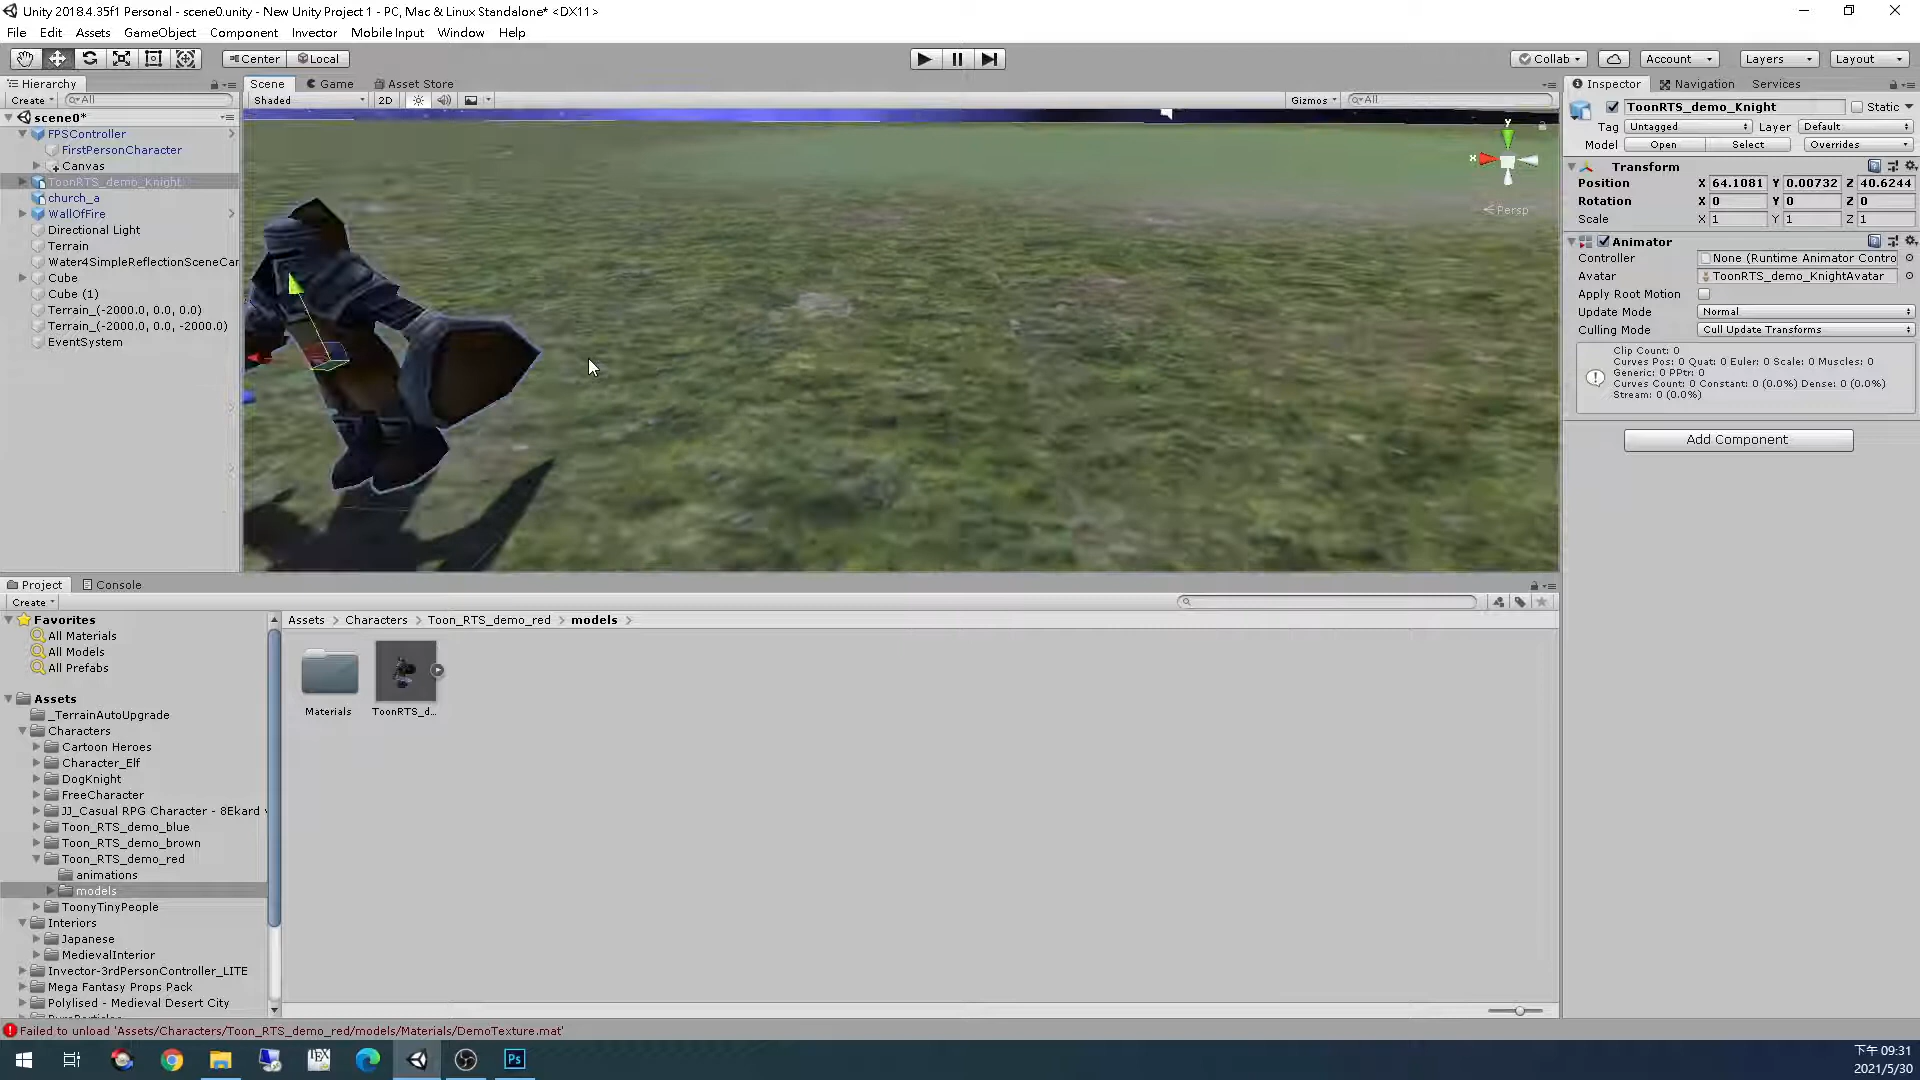 Unity 2018.4.35f1 Personal - scene0.unity - New Unity Project 1 - PC, Mac & Linux Standalone* <DX11>
File Edit Assets GameObject Component Invector Mobile Input Window Help
Center Local Collab Account Layers Layout
Hierarchy Scene Game Asset Store Inspector Navigation Services
Create All Shaded 2D Gizmos All
ToonRTS_demo_Knight Static
Tag Untagged Layer Default
Model Open Select Overrides
scene0*
FPSController
FirstPersonCharacter
Canvas
ToonRTS_demo_Knight
church_a
WallOfFire
Directional Light
Terrain
Water4SimpleReflectionSceneCar
Cube
Cube (1)
Terrain_(-2000.0, 0.0, 0.0)
Terrain_(-2000.0, 0.0, -2000.0)
EventSystem
y
x
Persp
Transform
Position X 64.1081 Y 0.00732 Z 40.6244
Rotation X 0 Y 0 Z 0
Scale X 1 Y 1 Z 1
Animator
Controller None (Runtime Animator Contro
Avatar ToonRTS_demo_KnightAvatar
Apply Root Motion
Update Mode Normal
Culling Mode Cull Update Transforms
Clip Count: 0
Curves Pos: 0 Quat: 0 Euler: 0 Scale: 0 Muscles: 0
Generic: 0 PPtr: 0
Curves Count: 0 Constant: 0 (0.0%) Dense: 0 (0.0%)
Stream: 0 (0.0%)
Add Component
Project Console
Create
Favorites
All Materials
All Models
All Prefabs
Assets
_TerrainAutoUpgrade
Characters
Cartoon Heroes
Character_Elf
DogKnight
FreeCharacter
JJ_Casual RPG Character - 8Ekard
Toon_RTS_demo_blue
Toon_RTS_demo_brown
Toon_RTS_demo_red
animations
models
ToonyTinyPeople
Interiors
Japanese
MedievalInterior
Invector-3rdPersonController_LITE
Mega Fantasy Props Pack
Polylised - Medieval Desert City
Assets Characters Toon_RTS_demo_red models
Materials ToonRTS_d...
Failed to unload 'Assets/Characters/Toon_RTS_demo_red/models/Materials/DemoTexture.mat'
TEX
Ps
下午 09:31
2021/5/30